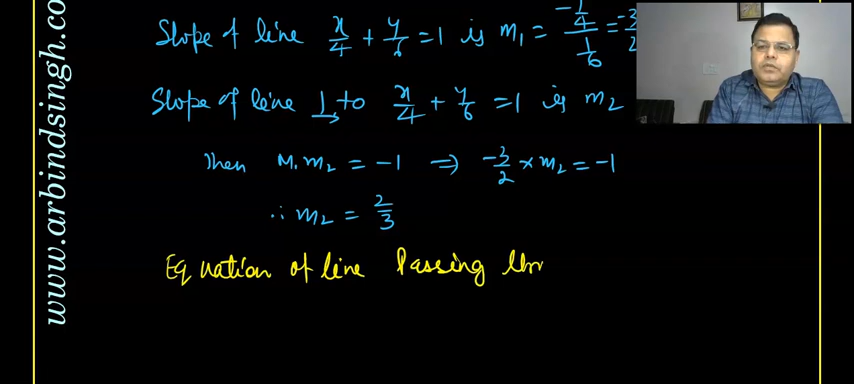 www.arbindsingh.co
Slope of line x/4 + y/6 = 1 is m₁ = (-1/4)/(1/6) = -3/2
Slope of line ⊥ to x/4 + y/6 = 1 is m₂
Then m₁m₂ = -1 ⇒ -3/2 × m₂ = -1
∴ m₂ = 2/3
Equation of line Passing thr